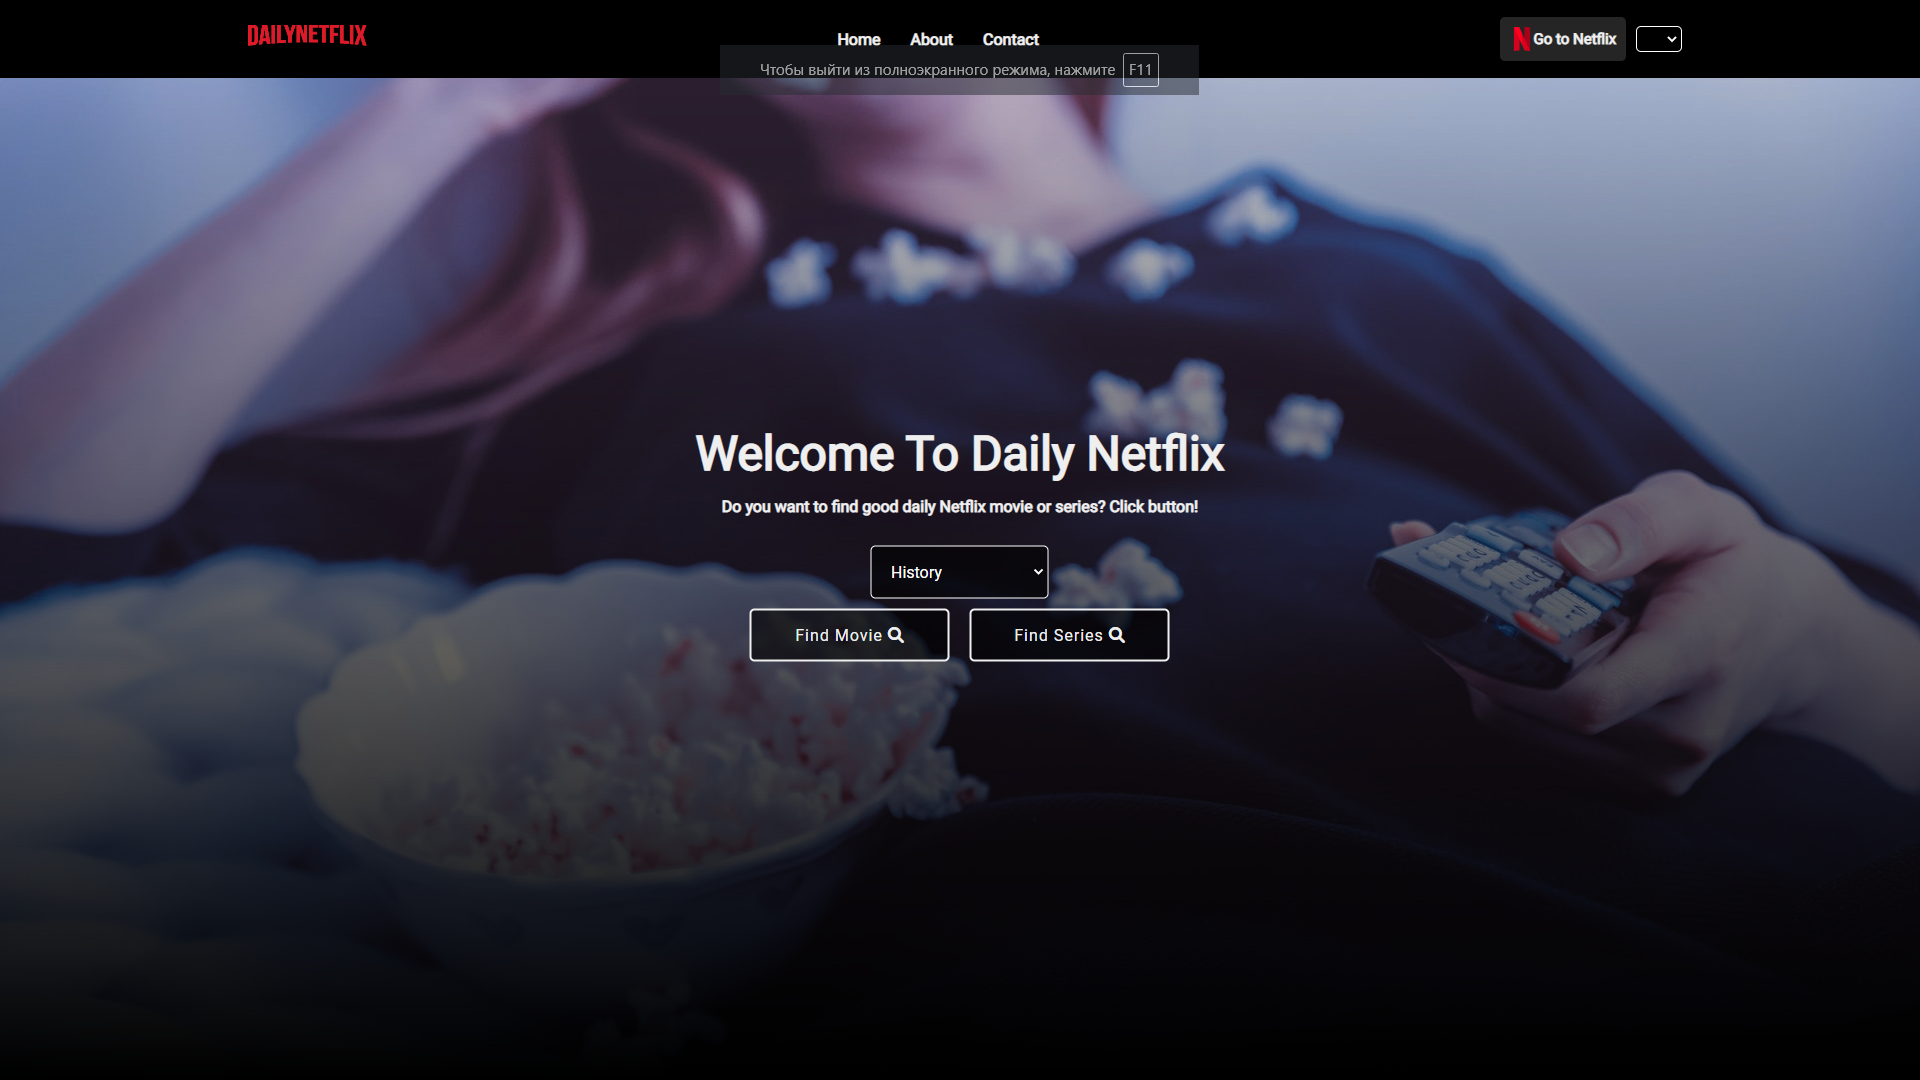 DAILYNETFLIX
Home About Contact
Go to Netflix
Чтобы выйти из полноэкранного режима, нажмите F11
Welcome To Daily Netflix
Do you want to find good daily Netflix movie or series? Click button!
History
Find Movie
Find Series